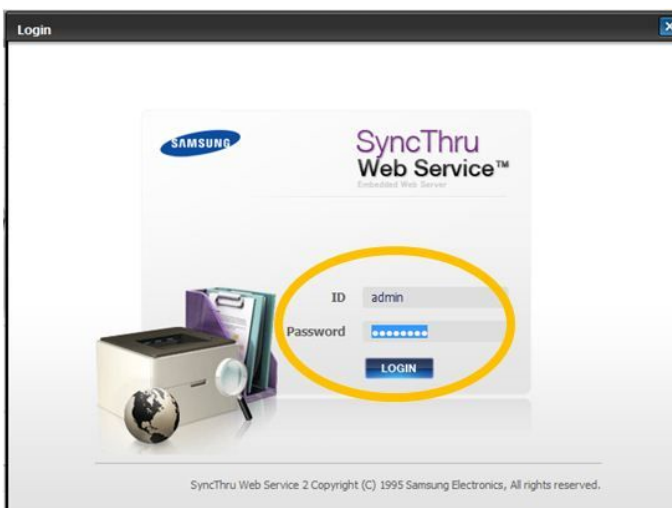 Login
SAMSUNG
SyncThru
Web Service™
Embedded Web Server
ID admin
Password ••••••••
LOGIN
SyncThru Web Service 2 Copyright (C) 1995 Samsung Electronics, All rights reserved.